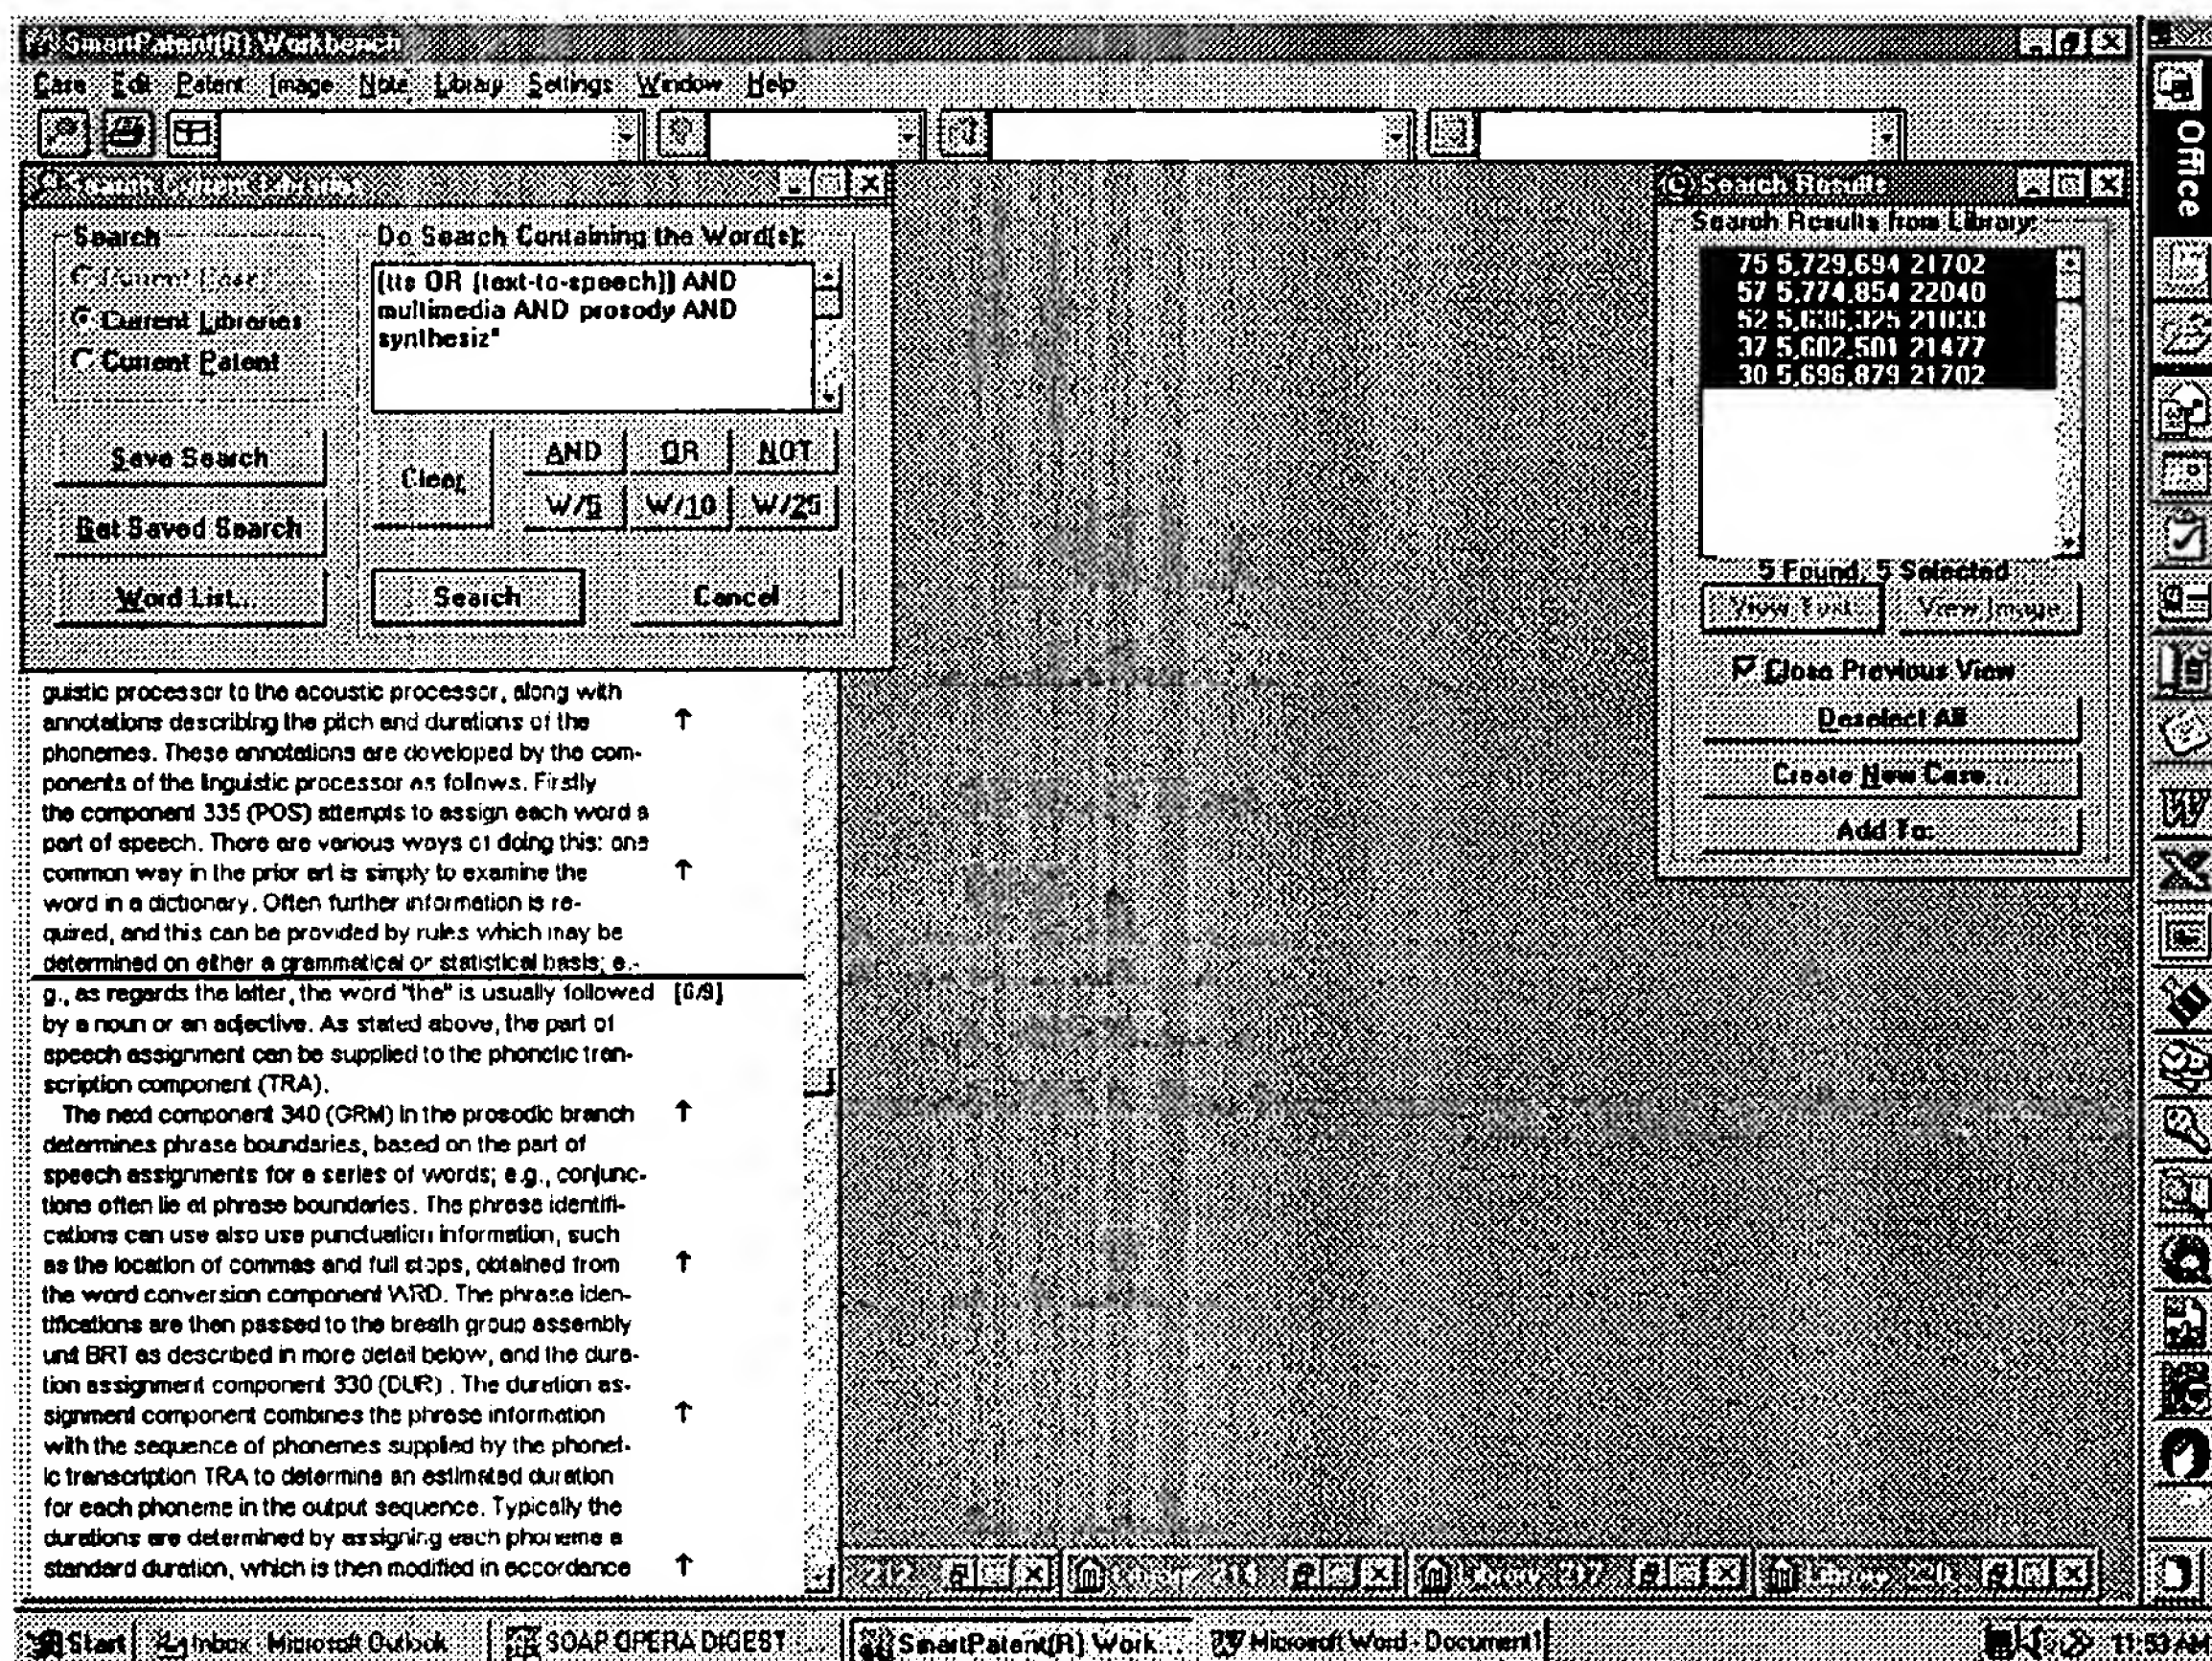 SmartPatent(R) Workbench
Case Edit Patent Image Note Library Settings Window Help
Office
Search Current Libraries
Search
Current Case
Current Libraries
Current Patent
Save Search
Get Saved Search
Word List...
Do Search Containing the Word(s):
(tts OR (text-to-speech)) AND
multimedia AND prosody AND
synthesiz*
Clear
AND OR NOT
W/5 W/10 W/25
Search Cancel
Search Results
Search Results from Library:
75 5,729,694 21702
57 5,774,854 22040
52 5,636,325 21033
37 5,602,501 21477
30 5,696,879 21702
5 Found, 5 Selected
View Text... View Image
Close Previous View
Deselect All
Create New Case...
Add To:
guistic processor to the acoustic processor, along with
annotations describing the pitch and durations of the ↑
phonemes. These annotations are developed by the com-
ponents of the linguistic processor as follows. Firstly
the component 335 (POS) attempts to assign each word a
part of speech. There are various ways of doing this: one
common way in the prior art is simply to examine the ↑
word in a dictionary. Often further information is re-
quired, and this can be provided by rules which may be
determined on either a grammatical or statistical basis; e.-
g., as regards the latter, the word "the" is usually followed [6/9]
by a noun or an adjective. As stated above, the part of
speech assignment can be supplied to the phonetic tran-
scription component (TRA).
The next component 340 (GRM) in the prosodic branch ↑
determines phrase boundaries, based on the part of
speech assignments for a series of words; e.g., conjunc-
tions often lie at phrase boundaries. The phrase identifi-
cations can use also use punctuation information, such
as the location of commas and full stops, obtained from ↑
the word conversion component WRD. The phrase iden-
tifications are then passed to the breath group assembly
unit BRT as described in more detail below, and the dura-
tion assignment component 330 (DUR) . The duration as-
signment component combines the phrase information ↑
with the sequence of phonemes supplied by the phonet-
ic transcription TRA to determine an estimated duration
for each phoneme in the output sequence. Typically the
durations are determined by assigning each phoneme a
standard duration, which is then modified in accordance ↑
212 Library 214 Library 217
Start Inbox - Microsoft Outlook SOAP OPERA DIGEST ... SmartPatent(R) Work... Microsoft Word - Document1 11:53 AM